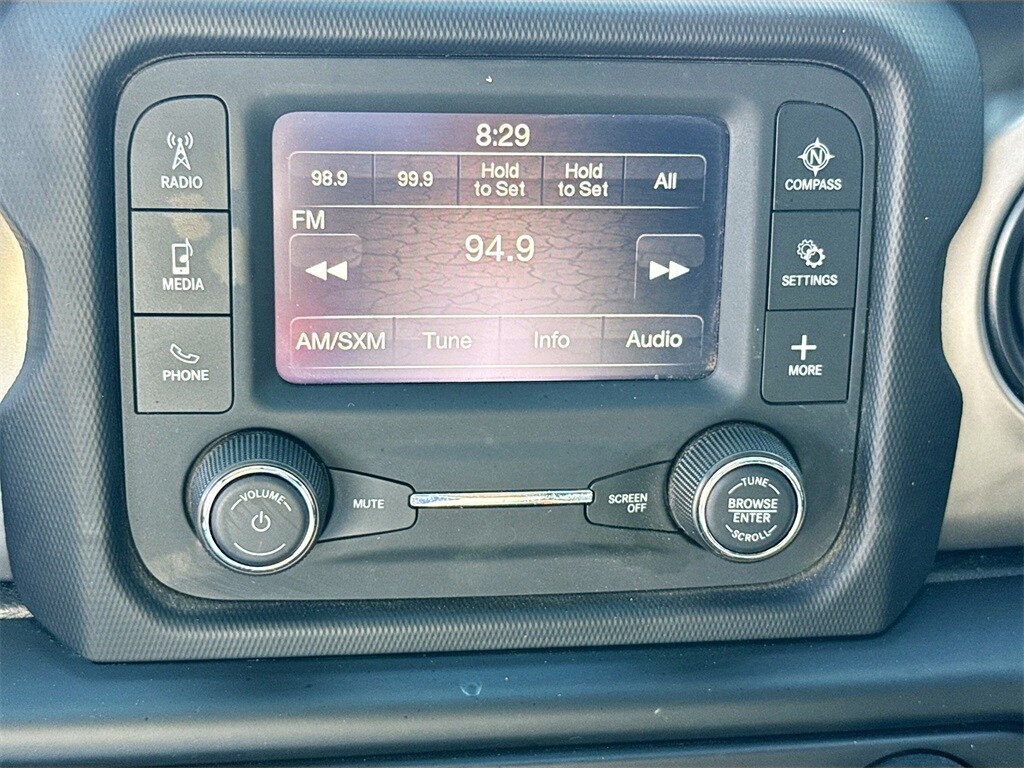 8:29
98.9
99.9
Hold
to Set
Hold
to Set
All
FM
94.9
AM/SXM
Tune
Info
Audio
RADIO
MEDIA
PHONE
N
COMPASS
SETTINGS
MORE
VOLUME
MUTE
SCREEN
OFF
TUNE
BROWSE
ENTER
SCROLL